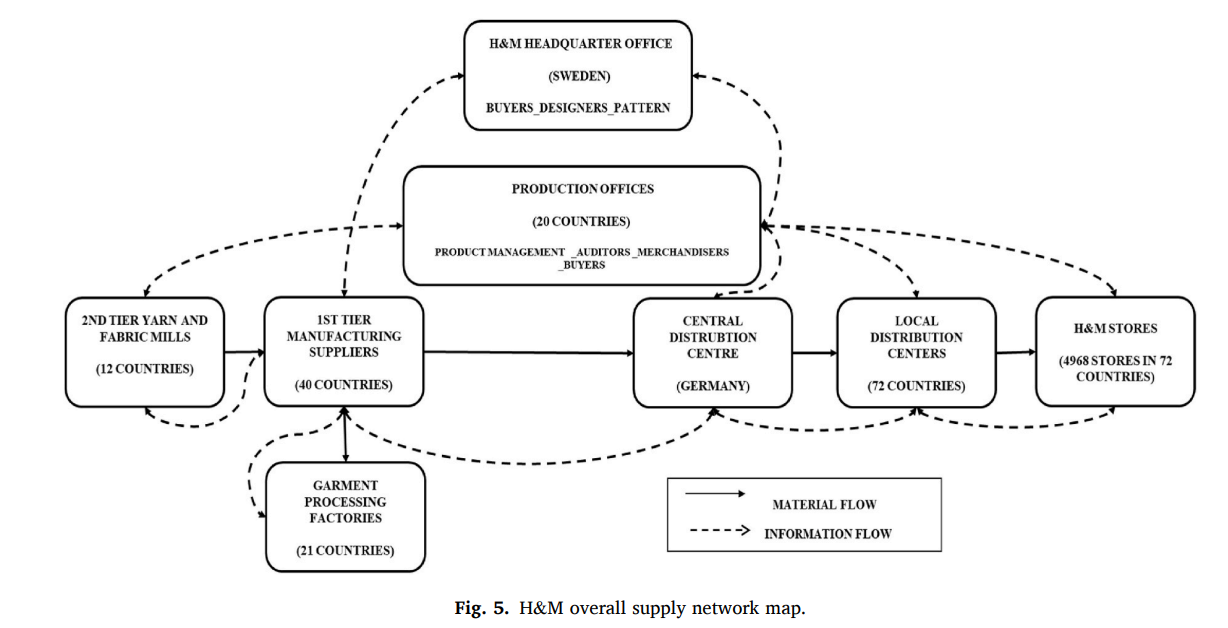 H&M HEADQUARTER OFFICE
(SWEDEN)
BUYERS_DESIGNERS_PATTERN
PRODUCTION OFFICES
(20 COUNTRIES)
PRODUCT MANAGEMENT _AUDITORS _MERCHANDISERS
_BUYERS
2ND TIER YARN AND
FABRIC MILLS
(12 COUNTRIES)
1ST TIER
MANUFACTURING
SUPPLIERS
(40 COUNTRIES)
CENTRAL
DISTRUBTION
CENTRE
(GERMANY)
LOCAL
DISTRIBUTION
CENTERS
(72 COUNTRIES)
H&M STORES
(4968 STORES IN 72
COUNTRIES)
GARMENT
PROCESSING
FACTORIES
(21 COUNTRIES)
MATERIAL FLOW
INFORMATION FLOW
Fig. 5. H&M overall supply network map.